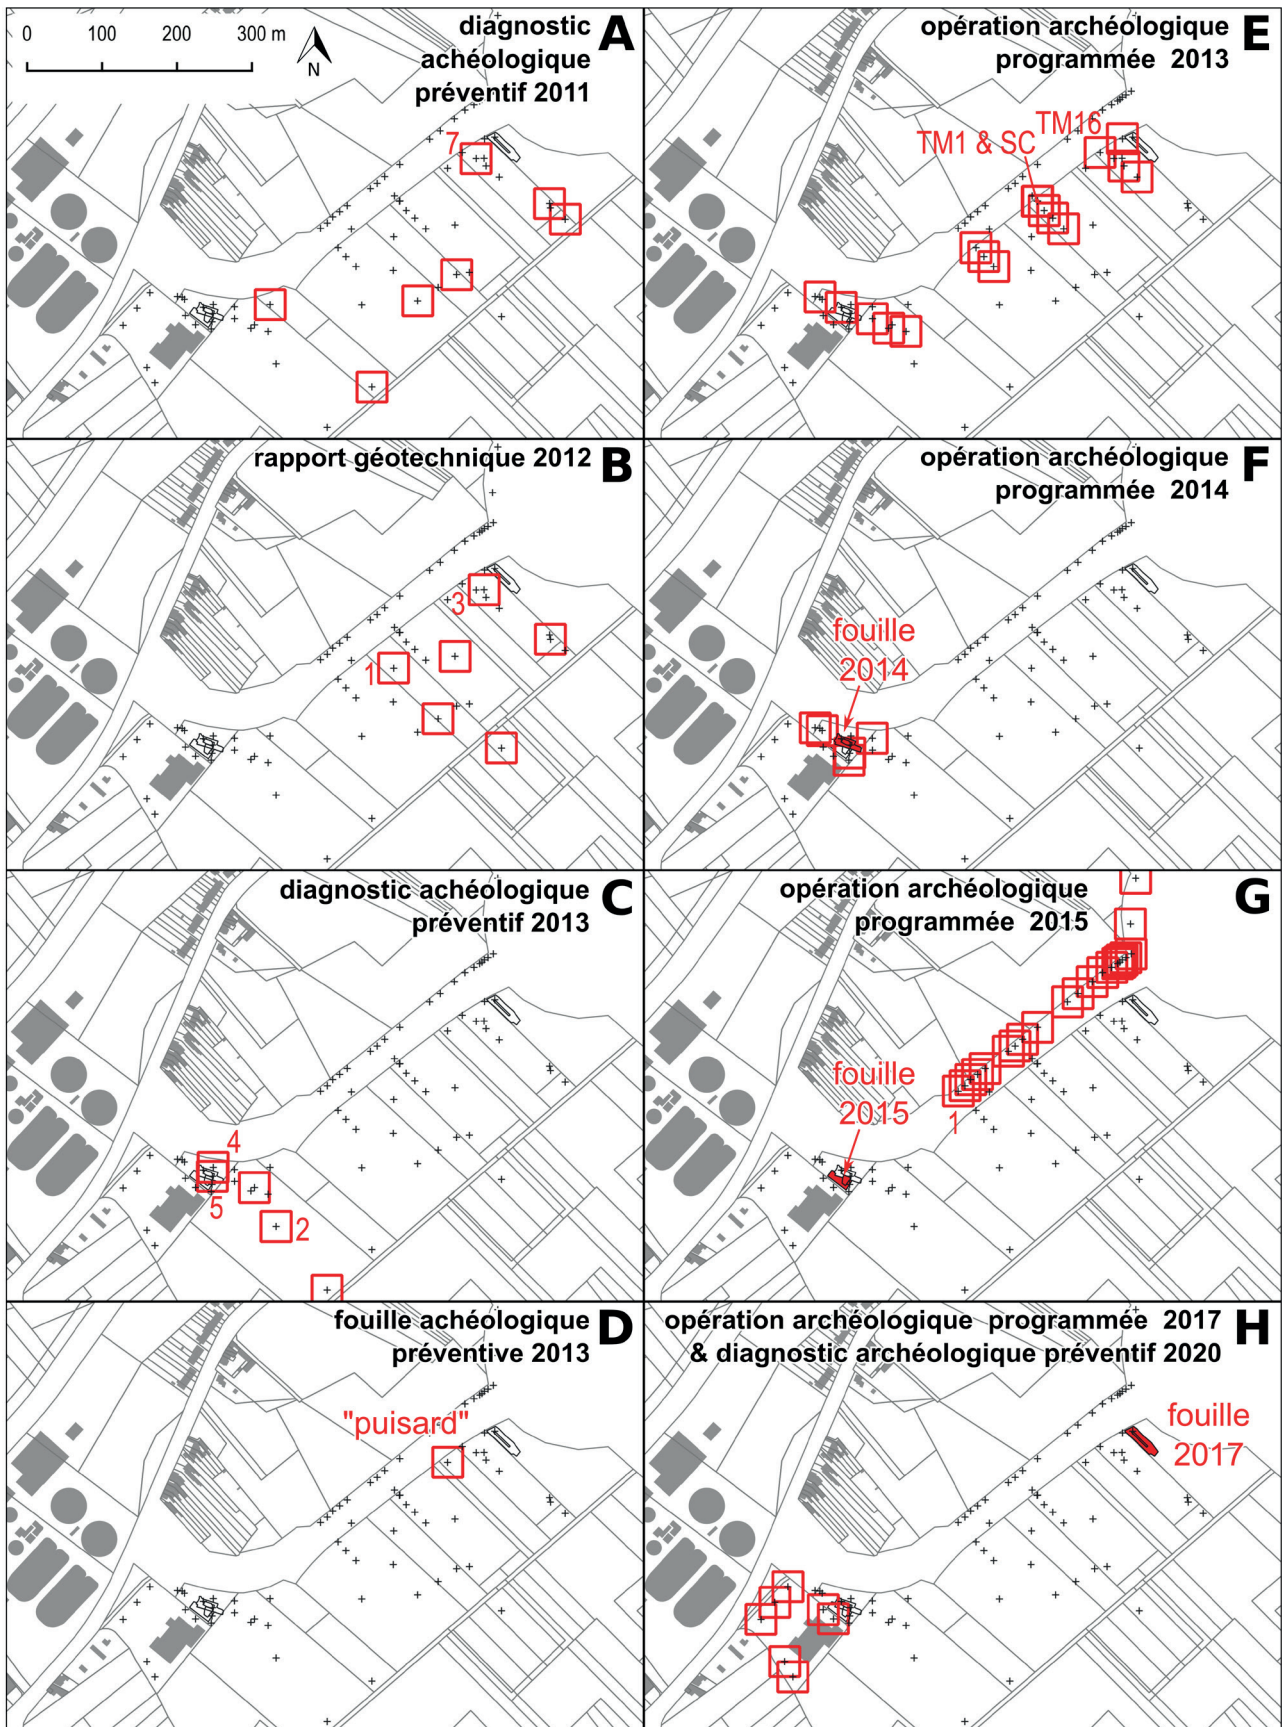 0 100 200 300 m
N
diagnostic
achéologique
préventif 2011
A
7
rapport géotechnique 2012 B
3
1
diagnostic achéologique
préventif 2013
C
4
5
2
fouille achéologique
préventive 2013
D
"puisard"
opération archéologique
programmée 2013
E
TM16
TM1 & SC
opération archéologique
programmée 2014
F
fouille
2014
opération archéologique
programmée 2015
G
fouille
2015
1
opération archéologique programmée 2017
& diagnostic archéologique préventif 2020
H
fouille
2017